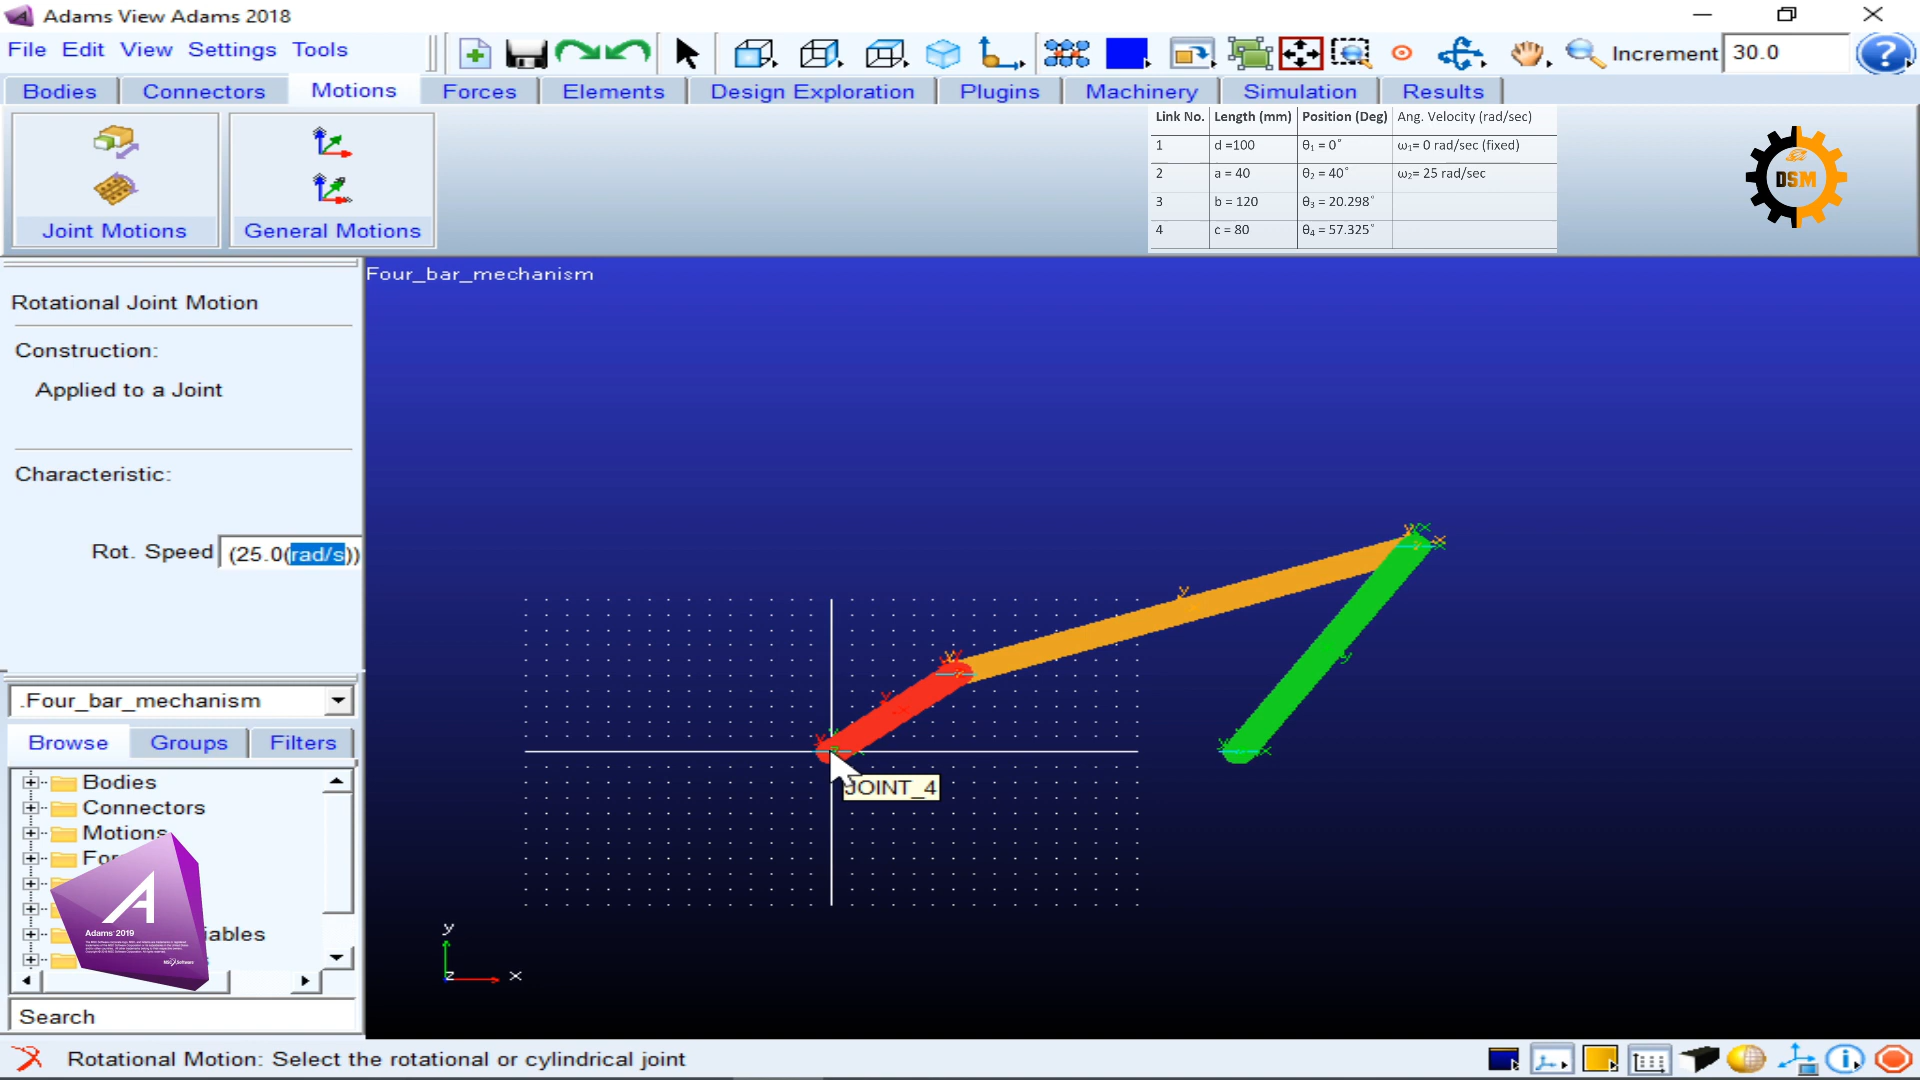 Adams View Adams 2018
File Edit View Settings Tools
Increment 30.0
Bodies Connectors Motions Forces Elements Design Exploration Plugins Machinery Simulation Results
Joint Motions
General Motions
Link No. Length (mm) Position (Deg) Ang. Velocity (rad/sec)
1 d =100 θ₁ = 0° ω₁= 0 rad/sec (fixed)
2 a = 40 θ₂ = 40° ω₂= 25 rad/sec
3 b = 120 θ₃ = 20.298°
4 c = 80 θ₄ = 57.325°
DSM
Four_bar_mechanism
Rotational Joint Motion
Construction:
Applied to a Joint
Characteristic:
Rot. Speed (25.0(rad/s))
.Four_bar_mechanism
Browse Groups Filters
Bodies
Connectors
Motions
For
iables
Adams 2019
Search
JOINT_4
y
z
x
Rotational Motion: Select the rotational or cylindrical joint